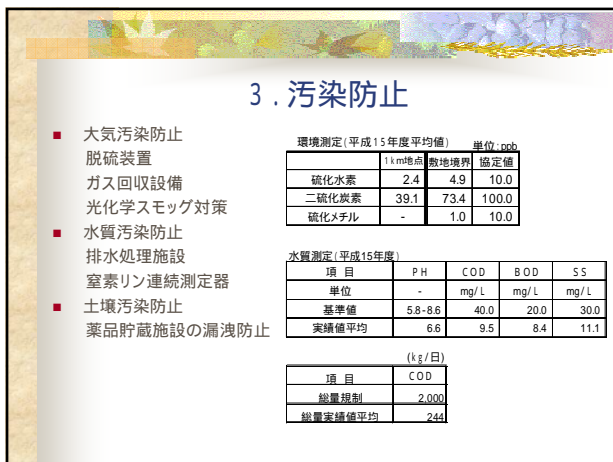 3．汚染防止
■ 大気汚染防止
脱硫装置
ガス回収設備
光化学スモッグ対策
■ 水質汚染防止
排水処理施設
窒素リン連続測定器
■ 土壌汚染防止
薬品貯蔵施設の漏洩防止
環境測定(平成15年度平均値) 単位:ppb
1km地点 敷地境界 協定値
硫化水素 2.4 4.9 10.0
二硫化炭素 39.1 73.4 100.0
硫化メチル - 1.0 10.0
水質測定(平成15年度)
項 目 PH COD BOD SS
単位 - mg/L mg/L mg/L
基準値 5.8-8.6 40.0 20.0 30.0
実績値平均 6.6 9.5 8.4 11.1
(kg/日)
項 目 COD
総量規制 2,000
総量実績値平均 244